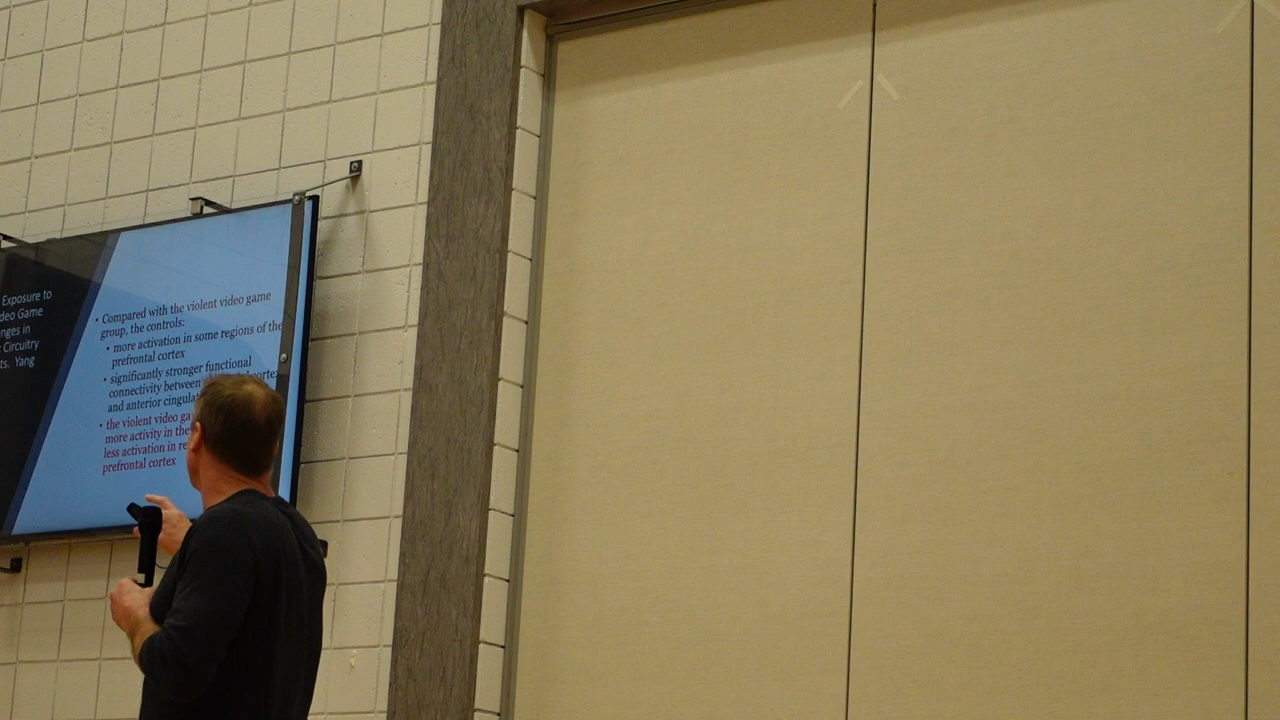 Exposure to
deo Game
nges in
Circuitry
ts. Yang
• Compared with the violent video game
group, the controls:
• more activation in some regions of the
prefrontal cortex
• significantly stronger functional
connectivity between
and anterior cingula
• the violent video ga
more activity in the
less activation in re
prefrontal cortex